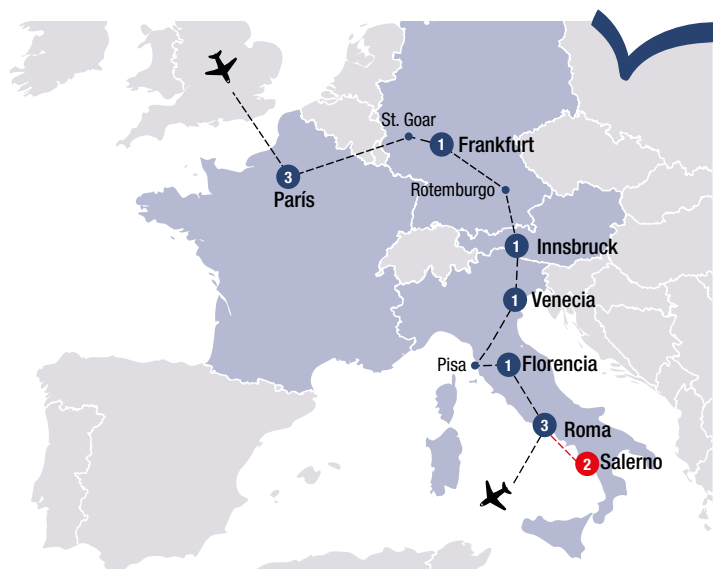 St. Goar
1 Frankfurt
3
París
Rotemburgo
1 Innsbruck
1 Venecia
Pisa
1 Florencia
3 Roma
2 Salerno